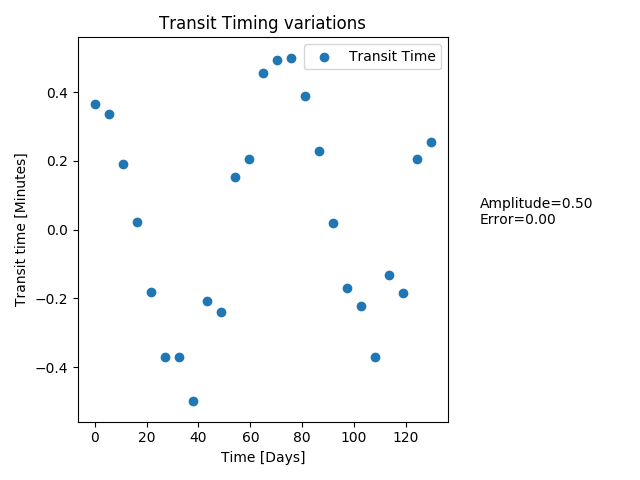 Transit Timing variations
Transit Time
0.4
0.2
0.0
−0.2
−0.4
Transit time [Minutes]
0 20 40 60 80 100 120
Time [Days]
Amplitude=0.50
Error=0.00